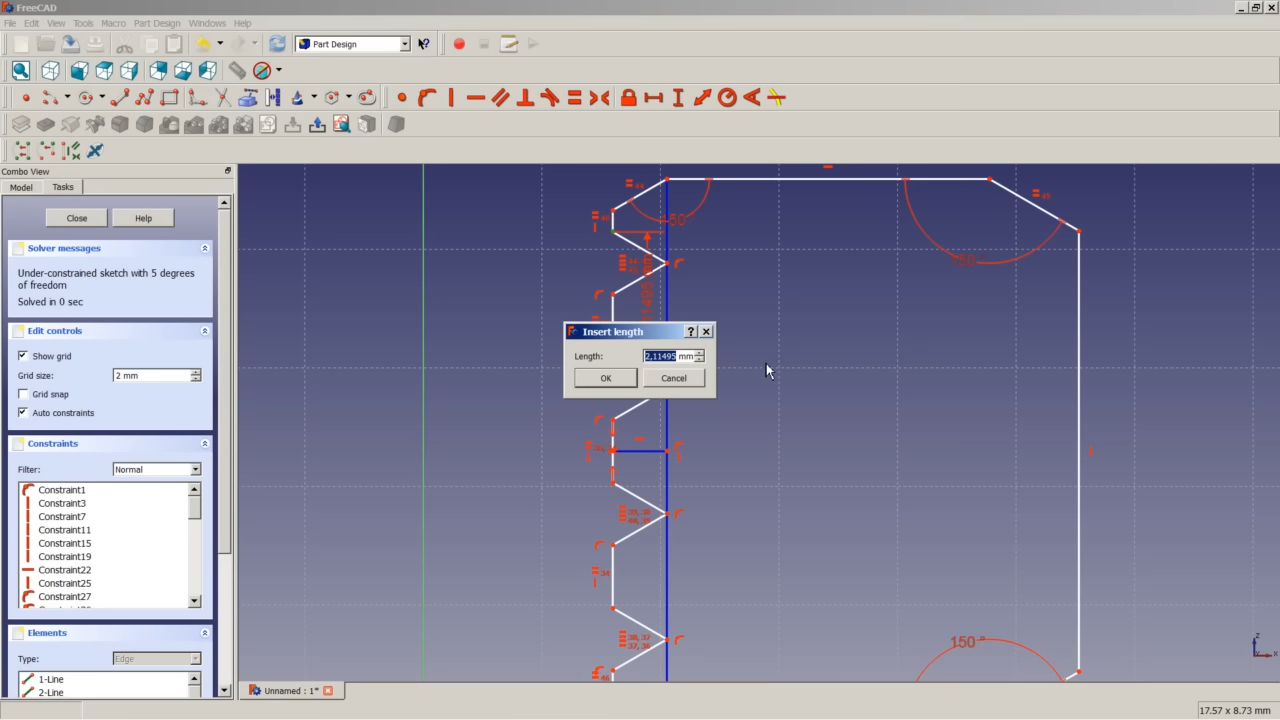 FreeCAD
File Edit View Tools Macro Part Design Windows Help
Part Design
Combo View
Model Tasks
Close Help
Solver messages
Under-constrained sketch with 5 degrees
of freedom
Solved in 0 sec
Edit controls
Show grid
Grid size: 2 mm
Grid snap
Auto constraints
Constraints
Filter: Normal
Constraint1
Constraint3
Constraint7
Constraint11
Constraint15
Constraint19
Constraint22
Constraint25
Constraint27
Elements
Type: Edge
1-Line
2-Line
150
Insert length
Length: 2,11495 mm
OK Cancel
38, 37
150 °
Unnamed : 1*
z
x
17.57 x 8.73 mm